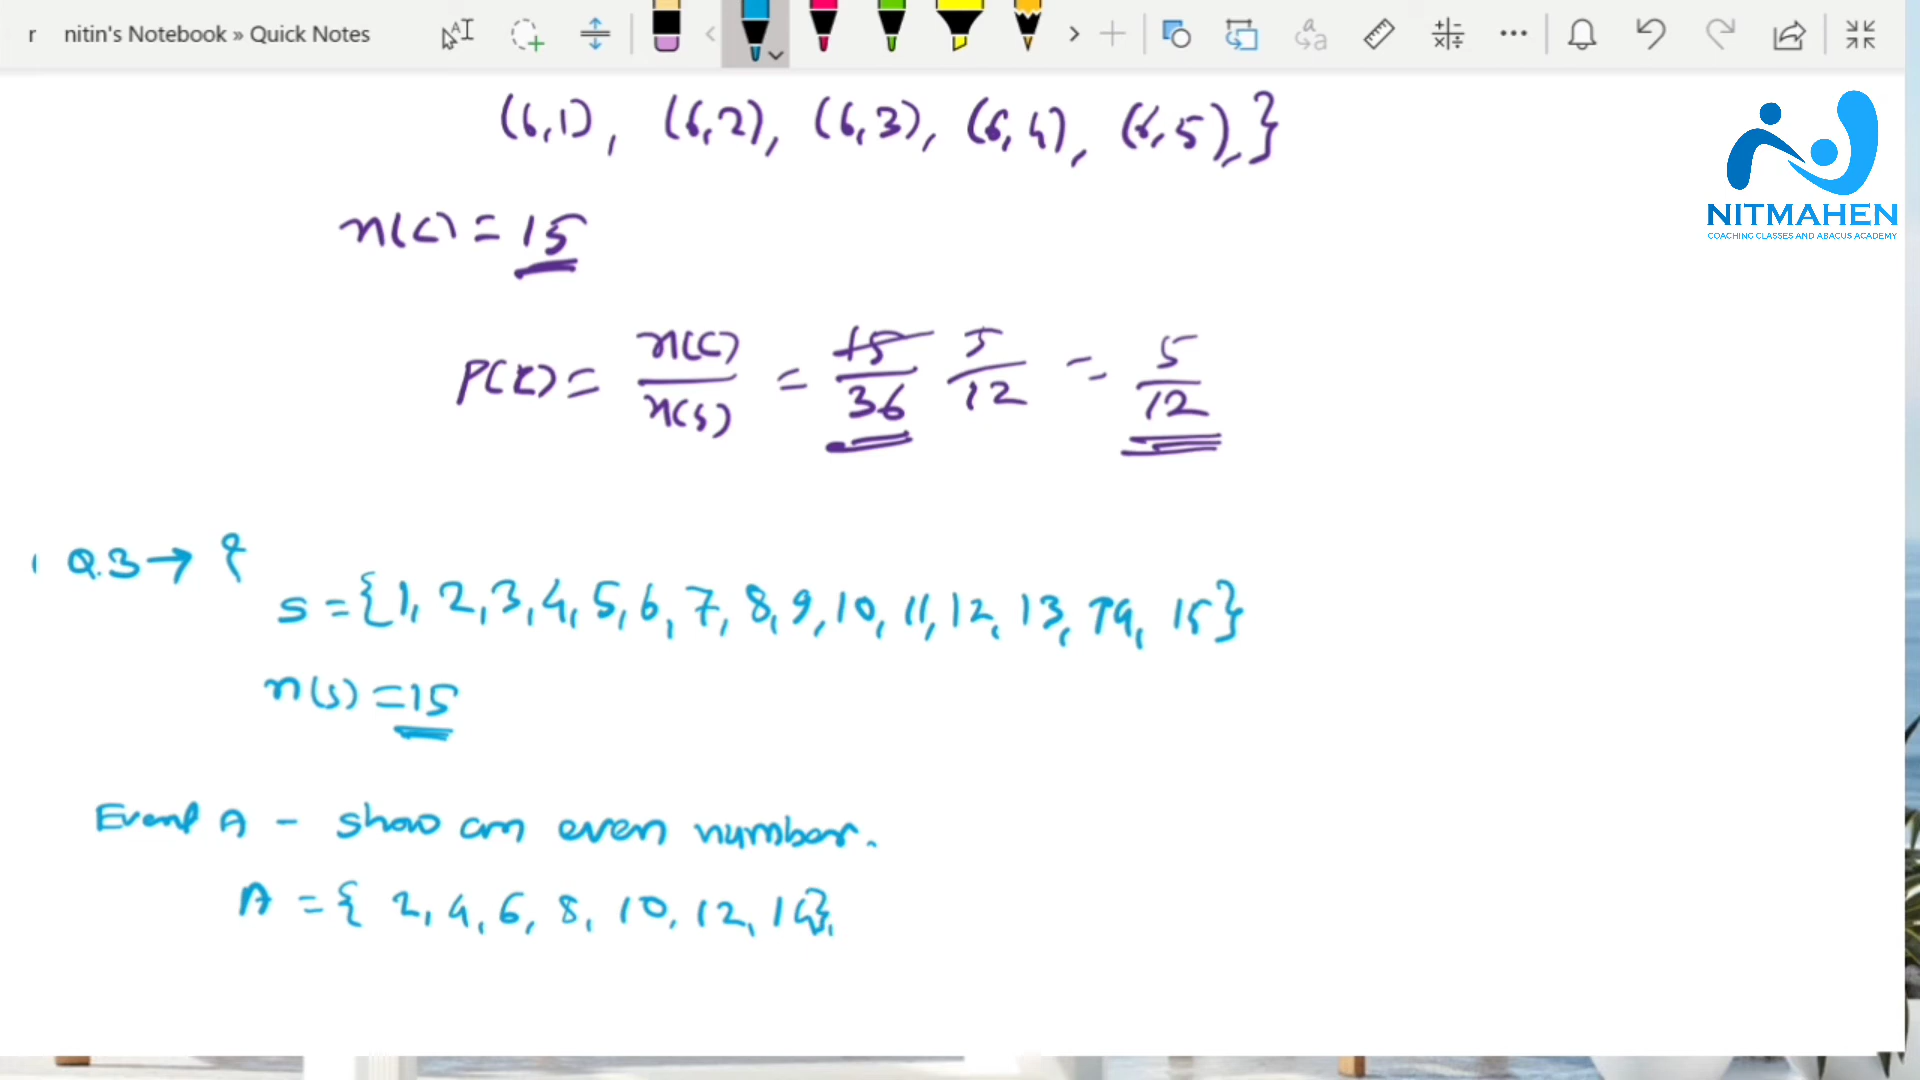 r nitin's Notebook » Quick Notes
(6,1), (6,2), (6,3), (6,4), (6,5),}
NITMAHEN
COACHING CLASSES AND ABACUS ACADEMY
n(c) = 15
P(c) = n(c)/n(s) = 15/36 5/12 = 5/12
Q.3 → {
S = {1, 2, 3, 4, 5, 6, 7, 8, 9, 10, 11, 12, 13, 14, 15}
n(s) = 15
Event A - show an even number.
A = { 2, 4, 6, 8, 10, 12, 14},